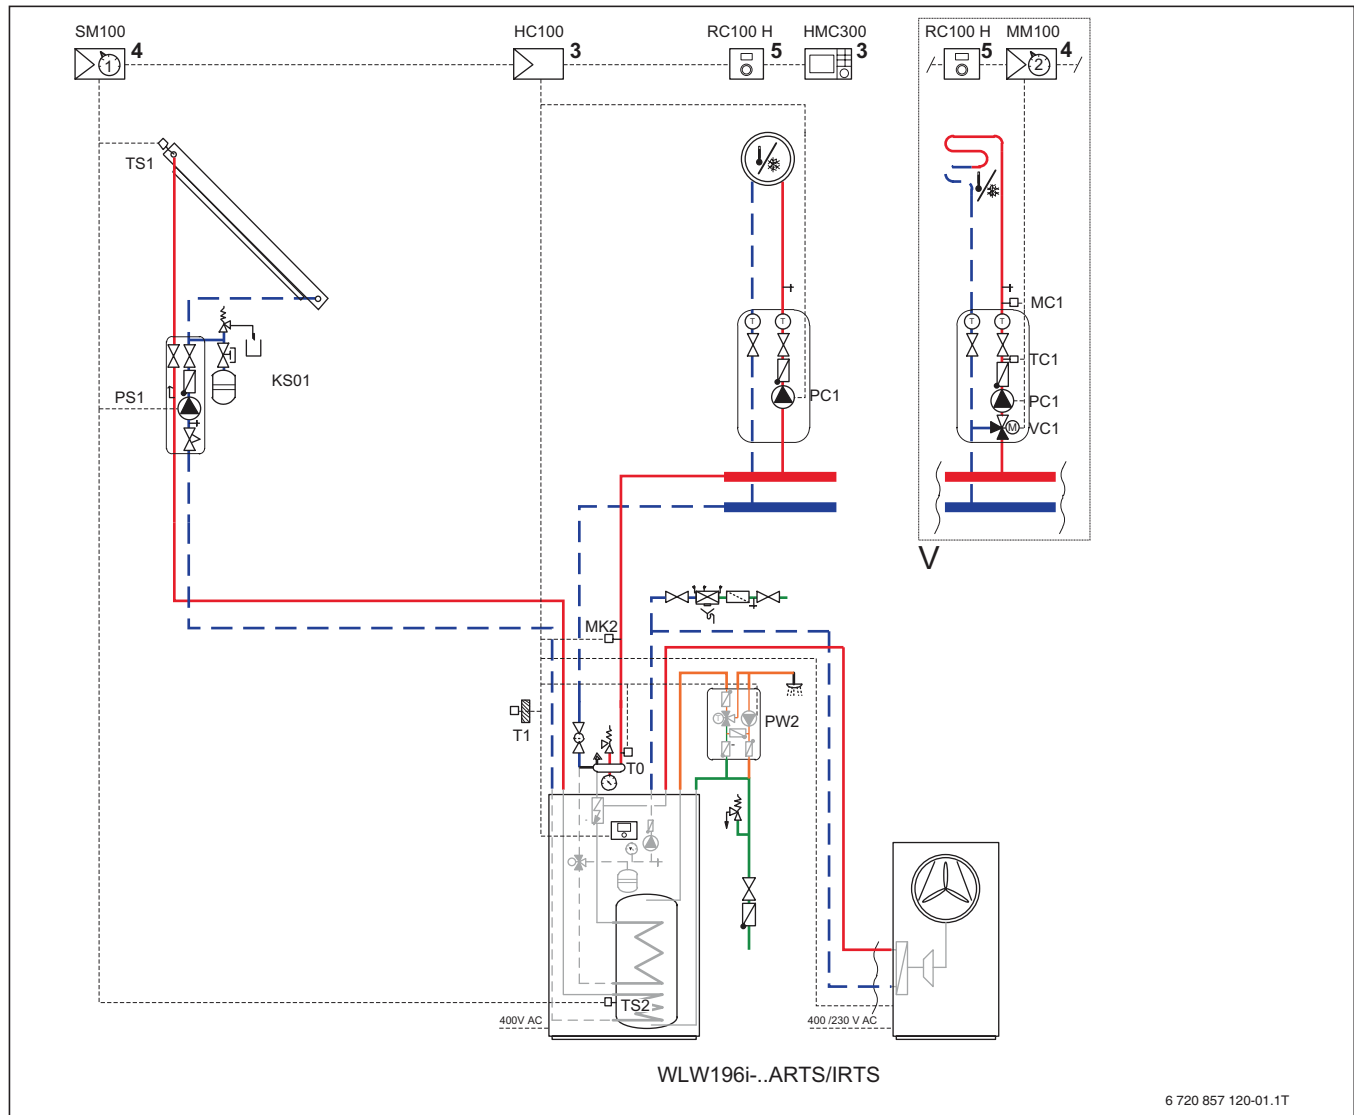 SM100
HC100
RC100 H
HMC300
RC100 H
MM100
4
1
3
5
3
5
4
2
TS1
KS01
PS1
T
T
PC1
T
T
MC1
TC1
PC1
M
VC1
V
MK2
T1
T
PW2
T0
TS2
400V AC
400 /230 V AC
WLW196i-..ARTS/IRTS
6 720 857 120-01.1T